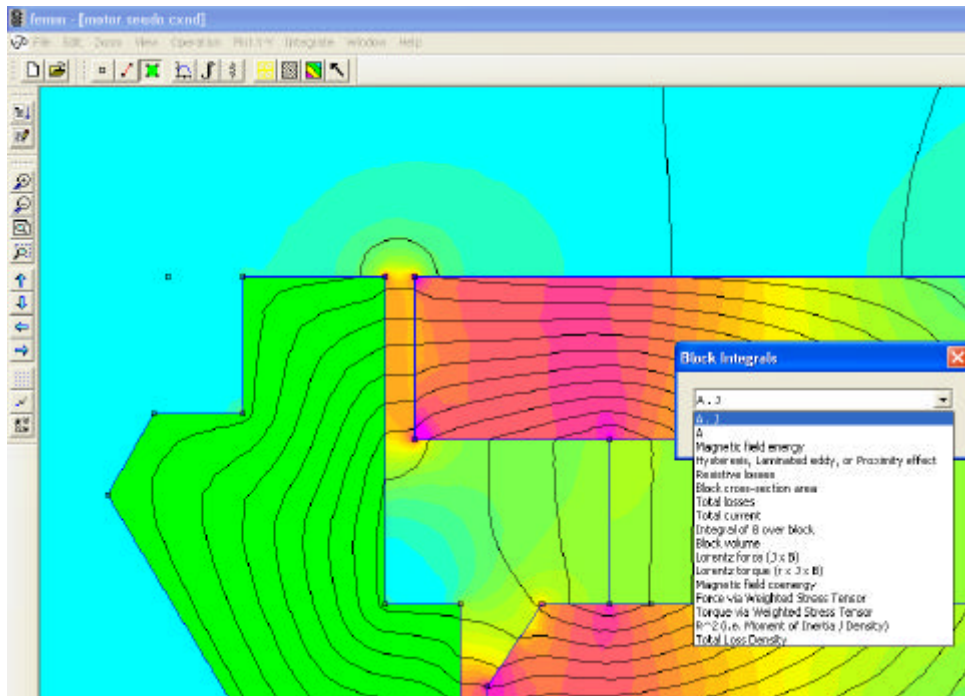 femm - [motor
File Edit Zoom View Operation Plot X-Y Integrate Window Help
Block Integrals
A . J
A . J
A
Magnetic field energy
Hysteresis, Laminated eddy, or Proximity effect
Resistive losses
Block cross-section area
Total losses
Total current
Integral of B over block
Block volume
Lorentz force (J x B)
Lorentz torque (r x J x B)
Magnetic field coenergy
Force via Weighted Stress Tensor
Torque via Weighted Stress Tensor
R^2 (i.e. Moment of Inertia / Density)
Total Loss Density